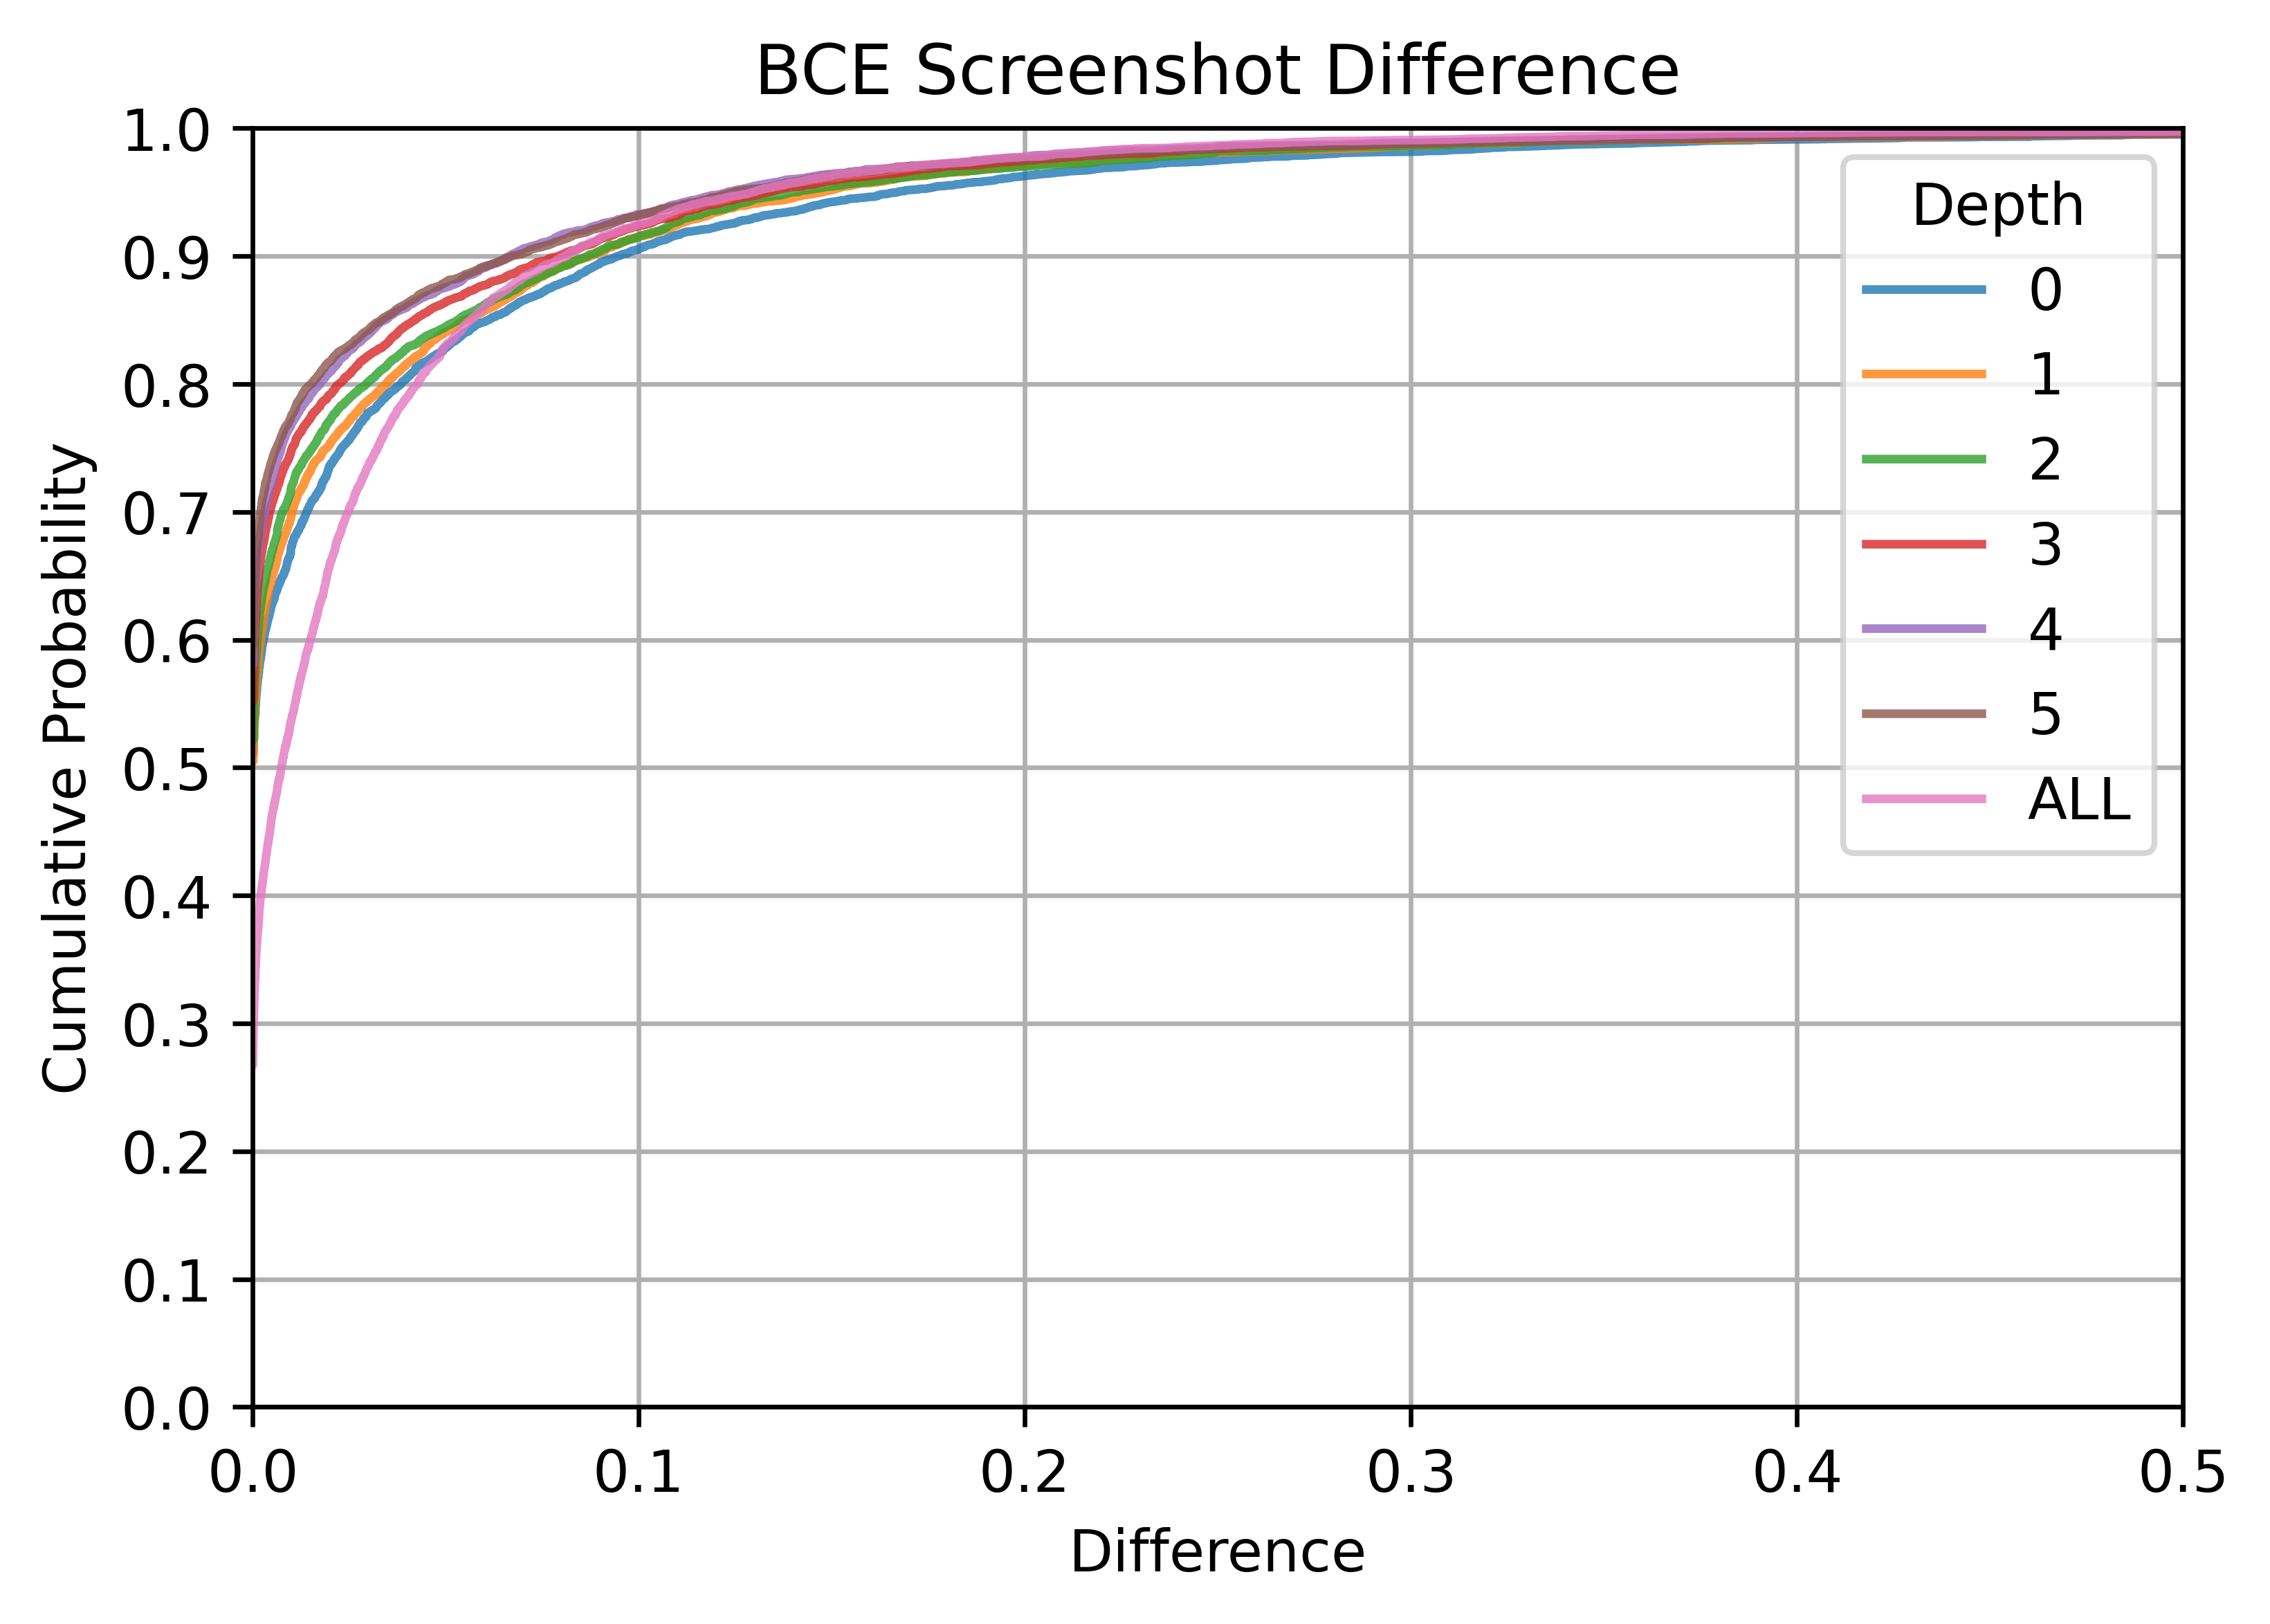 BCE Screenshot Difference
Cumulative Probability
1.0
0.9
0.8
0.7
0.6
0.5
0.4
0.3
0.2
0.1
0.0
Depth
0
1
2
3
4
5
ALL
0.0 0.1 0.2 0.3 0.4 0.5
Difference